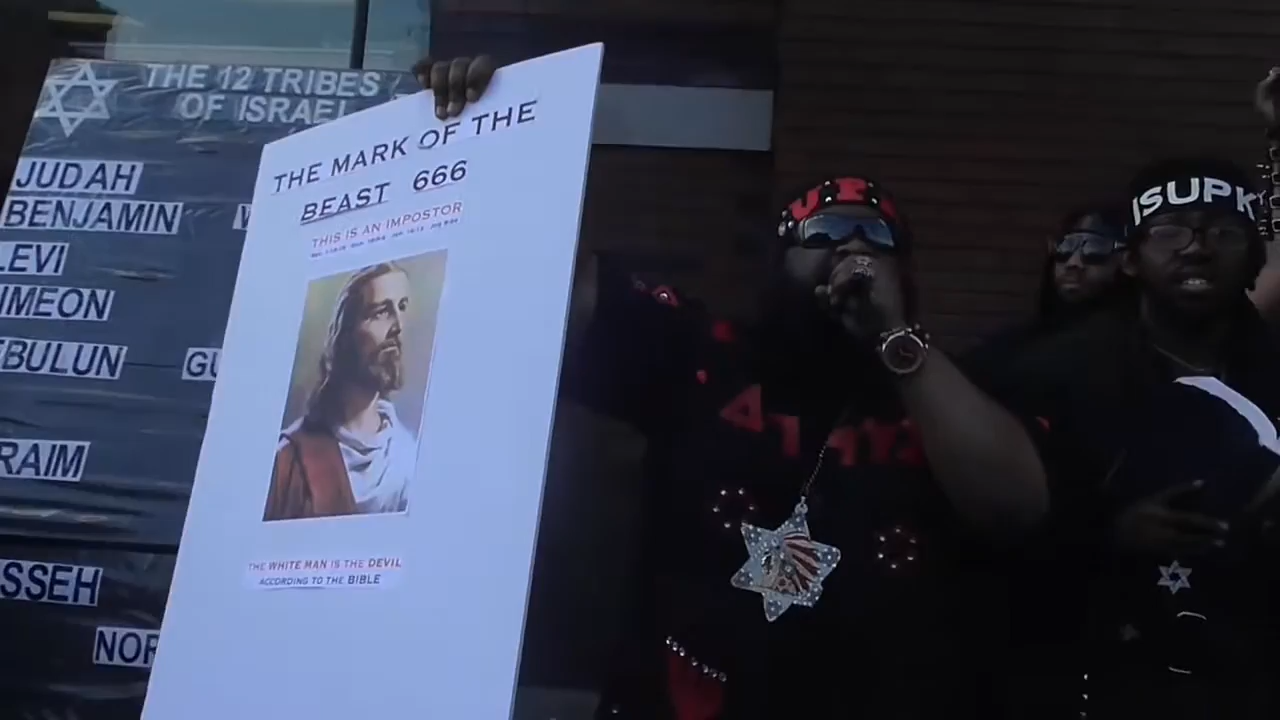 THE 12 TRIBES
OF ISRAEL
JUDAH
BENJAMIN
LEVI
IMEON
BULUN
GU
RAIM
SSEH
NOR
THE MARK OF THE
BEAST 666
THIS IS AN IMPOSTOR
THE WHITE MAN IS THE DEVIL
ACCORDING TO THE BIBLE
ISUPK